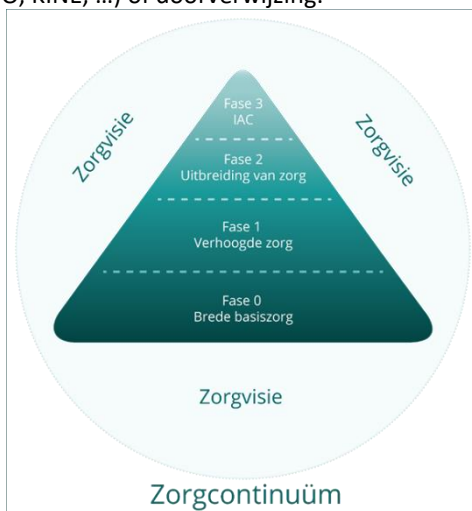 of doorverwijzing.
Zorgvisie
Zorgvisie
Fase 3
IAC
Fase 2
Uitbreiding van zorg
Fase 1
Verhoogde zorg
Fase 0
Brede basiszorg
Zorgvisie
Zorgcontinuüm